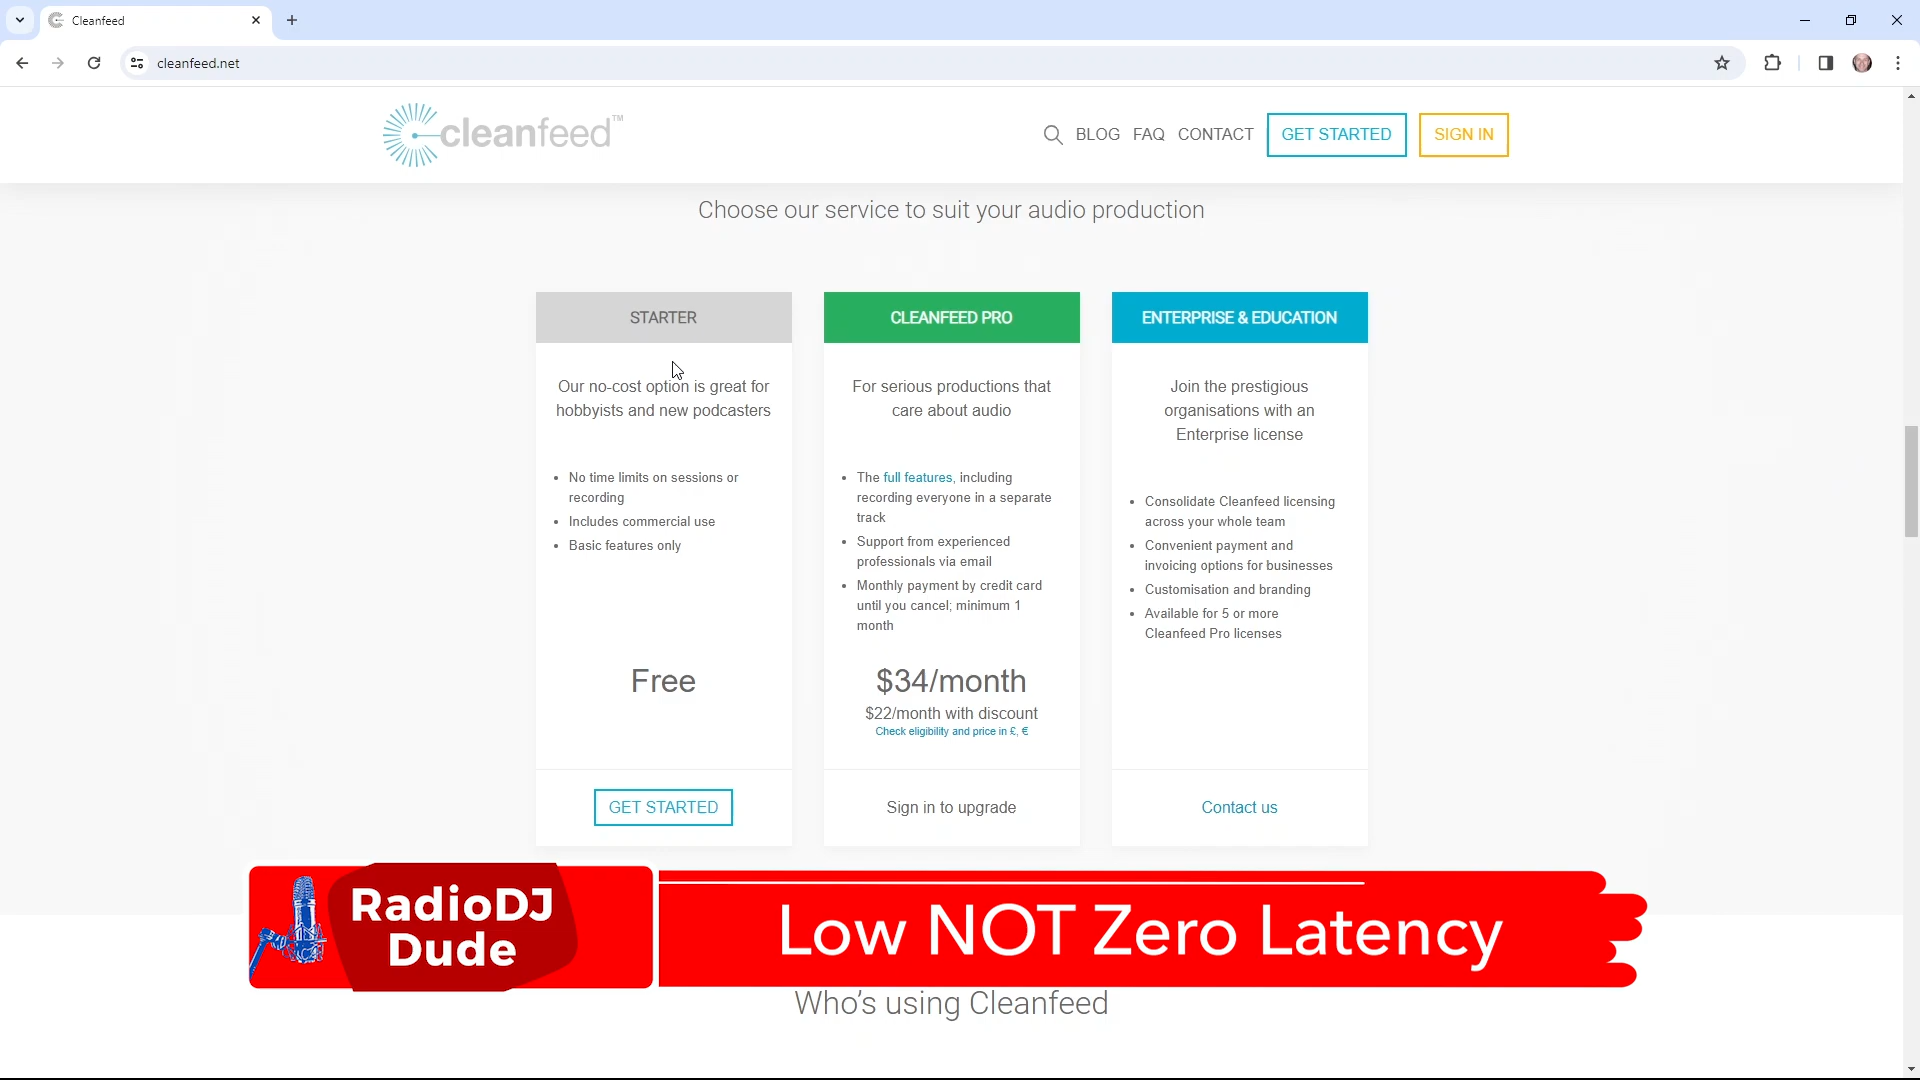 Cleanfeed
cleanfeed.net
cleanfeed™
BLOG FAQ CONTACT GET STARTED SIGN IN
Choose our service to suit your audio production
STARTER
Our no-cost option is great for
hobbyists and new podcasters
No time limits on sessions or
recording
Includes commercial use
Basic features only
Free
GET STARTED
CLEANFEED PRO
For serious productions that
care about audio
The full features, including
recording everyone in a separate
track
Support from experienced
professionals via email
Monthly payment by credit card
until you cancel; minimum 1
month
$34/month
$22/month with discount
Check eligibility and price in £, €
Sign in to upgrade
ENTERPRISE & EDUCATION
Join the prestigious
organisations with an
Enterprise license
Consolidate Cleanfeed licensing
across your whole team
Convenient payment and
invoicing options for businesses
Customisation and branding
Available for 5 or more
Cleanfeed Pro licenses
Contact us
RadioDJ
Dude
Low NOT Zero Latency
Who's using Cleanfeed